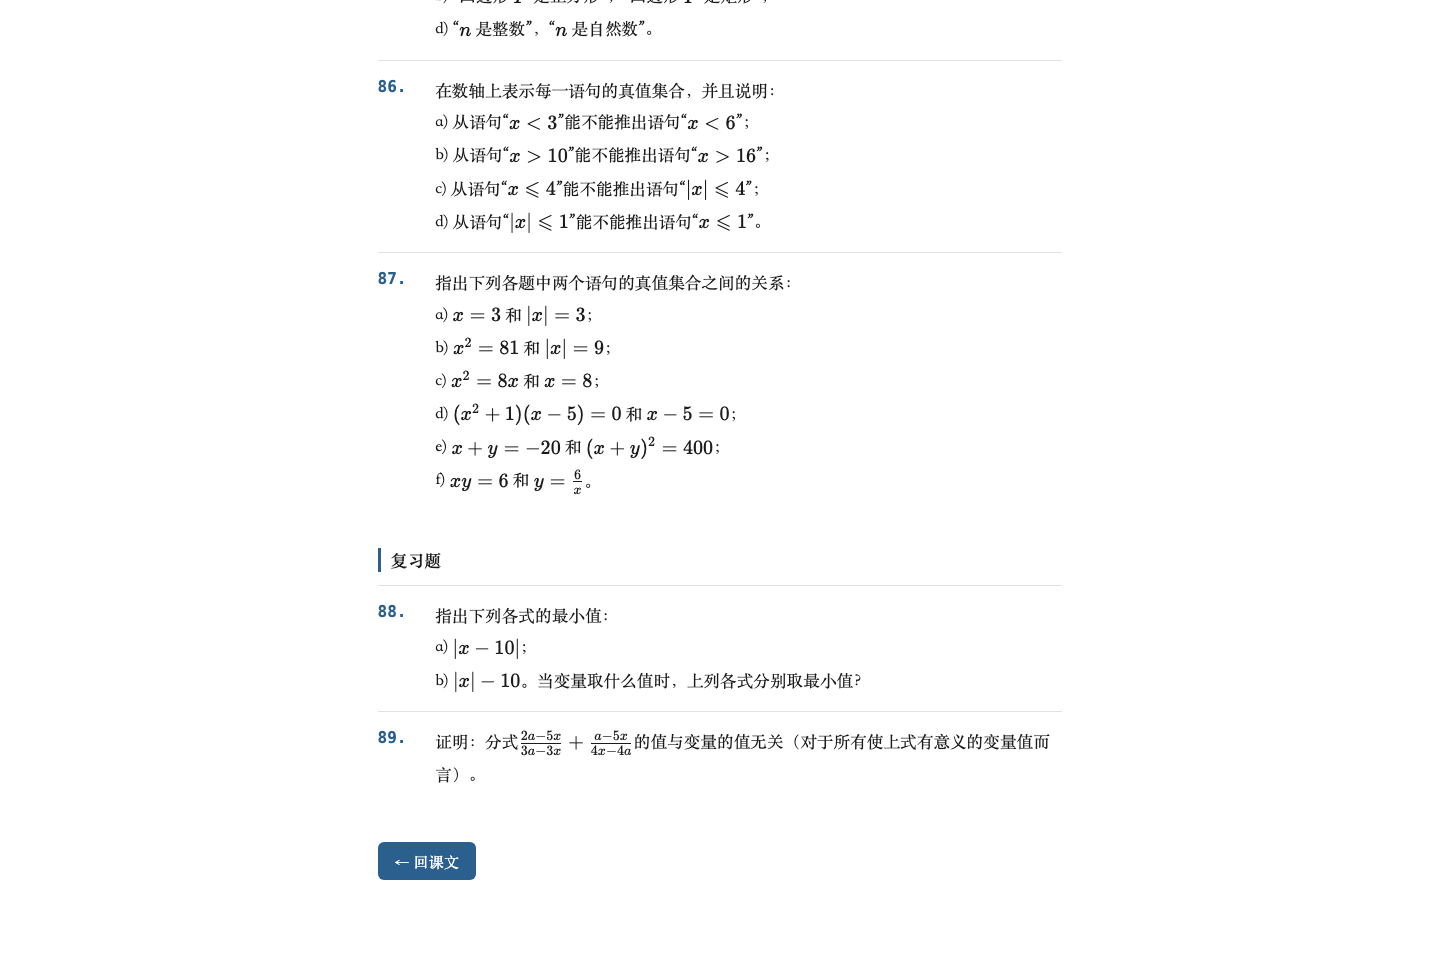 d) “n 是整数”，“n 是自然数”。
86.
在数轴上表示每一语句的真值集合，并且说明：
a) 从语句“x < 3”能不能推出语句“x < 6”；
b) 从语句“x > 10”能不能推出语句“x > 16”；
c) 从语句“x ⩽ 4”能不能推出语句“|x| ⩽ 4”；
d) 从语句“|x| ⩽ 1”能不能推出语句“x ⩽ 1”。
87.
指出下列各题中两个语句的真值集合之间的关系：
a) x = 3 和 |x| = 3；
b) x² = 81 和 |x| = 9；
c) x² = 8x 和 x = 8；
d) (x² + 1)(x − 5) = 0 和 x − 5 = 0；
e) x + y = −20 和 (x + y)² = 400；
f) xy = 6 和 y = 6/x。
复习题
88.
指出下列各式的最小值：
a) |x − 10|；
b) |x| − 10。当变量取什么值时，上列各式分别取最小值？
89.
证明：分式 (2a−5x)/(3a−3x) + (a−5x)/(4x−4a) 的值与变量的值无关（对于所有使上式有意义的变量值而
言）。
← 回课文